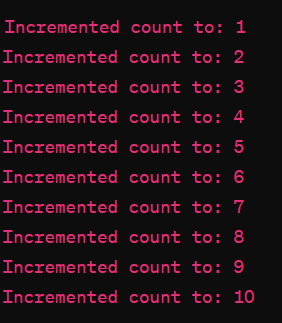 Incremented count to: 1
Incremented count to: 2
Incremented count to: 3
Incremented count to: 4
Incremented count to: 5
Incremented count to: 6
Incremented count to: 7
Incremented count to: 8
Incremented count to: 9
Incremented count to: 10